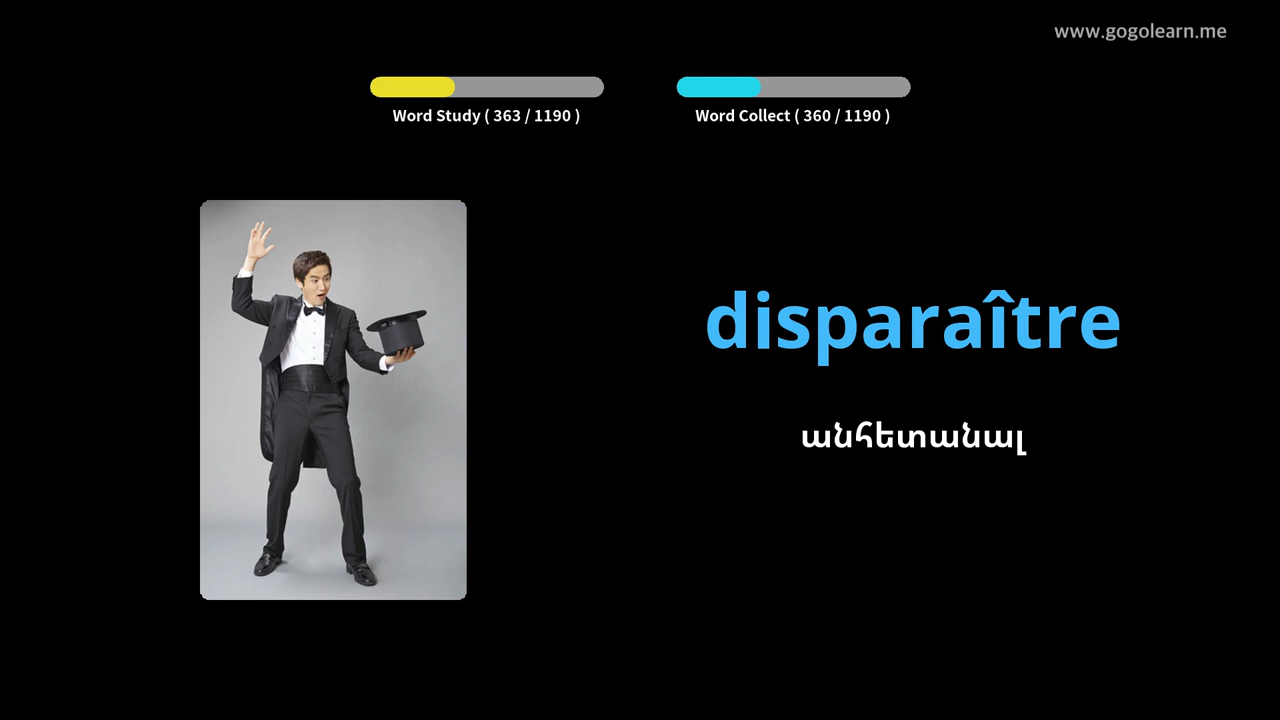 www.gogolearn.me
Word Study ( 363 / 1190 )
Word Collect ( 360 / 1190 )
disparaître
անհետանալ